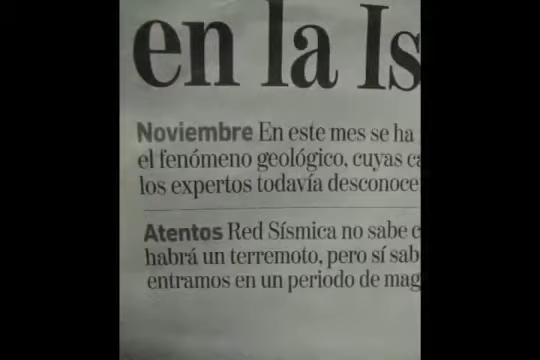 en la Is
Noviembre En este mes se ha
el fenómeno geológico, cuyas ca
los expertos todavía desconoce
Atentos Red Sísmica no sabe c
habrá un terremoto, pero sí sab
entramos en un periodo de mag